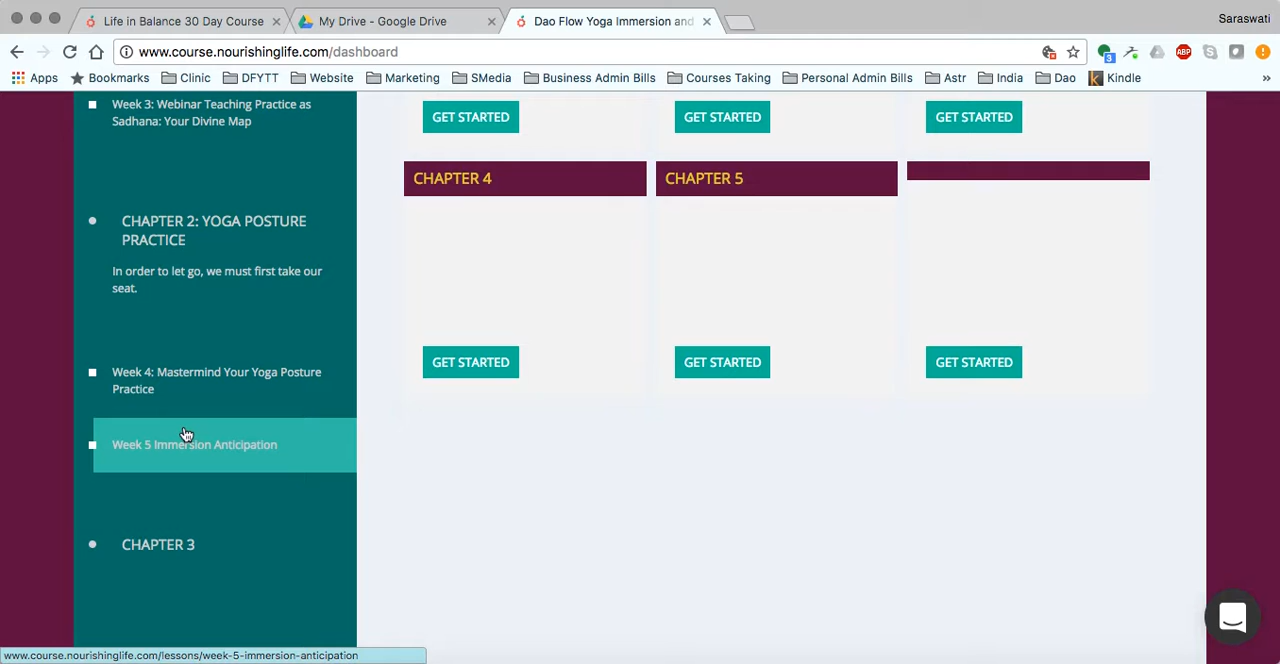 Life in Balance 30 Day Course
My Drive - Google Drive
Dao Flow Yoga Immersion and
Saraswati
www.course.nourishinglife.com/dashboard
3
ABP
Apps
Bookmarks
Clinic
DFYTT
Website
Marketing
SMedia
Business Admin Bills
Courses Taking
Personal Admin Bills
Astr
India
Dao
Kindle
»
Week 3: Webinar Teaching Practice as
Sadhana: Your Divine Map
GET STARTED
GET STARTED
GET STARTED
CHAPTER 4
CHAPTER 5
CHAPTER 2: YOGA POSTURE
PRACTICE
In order to let go, we must first take our
seat.
GET STARTED
GET STARTED
GET STARTED
Week 4: Mastermind Your Yoga Posture
Practice
Week 5 Immersion Anticipation
CHAPTER 3
www.course.nourishinglife.com/lessons/week-5-immersion-anticipation